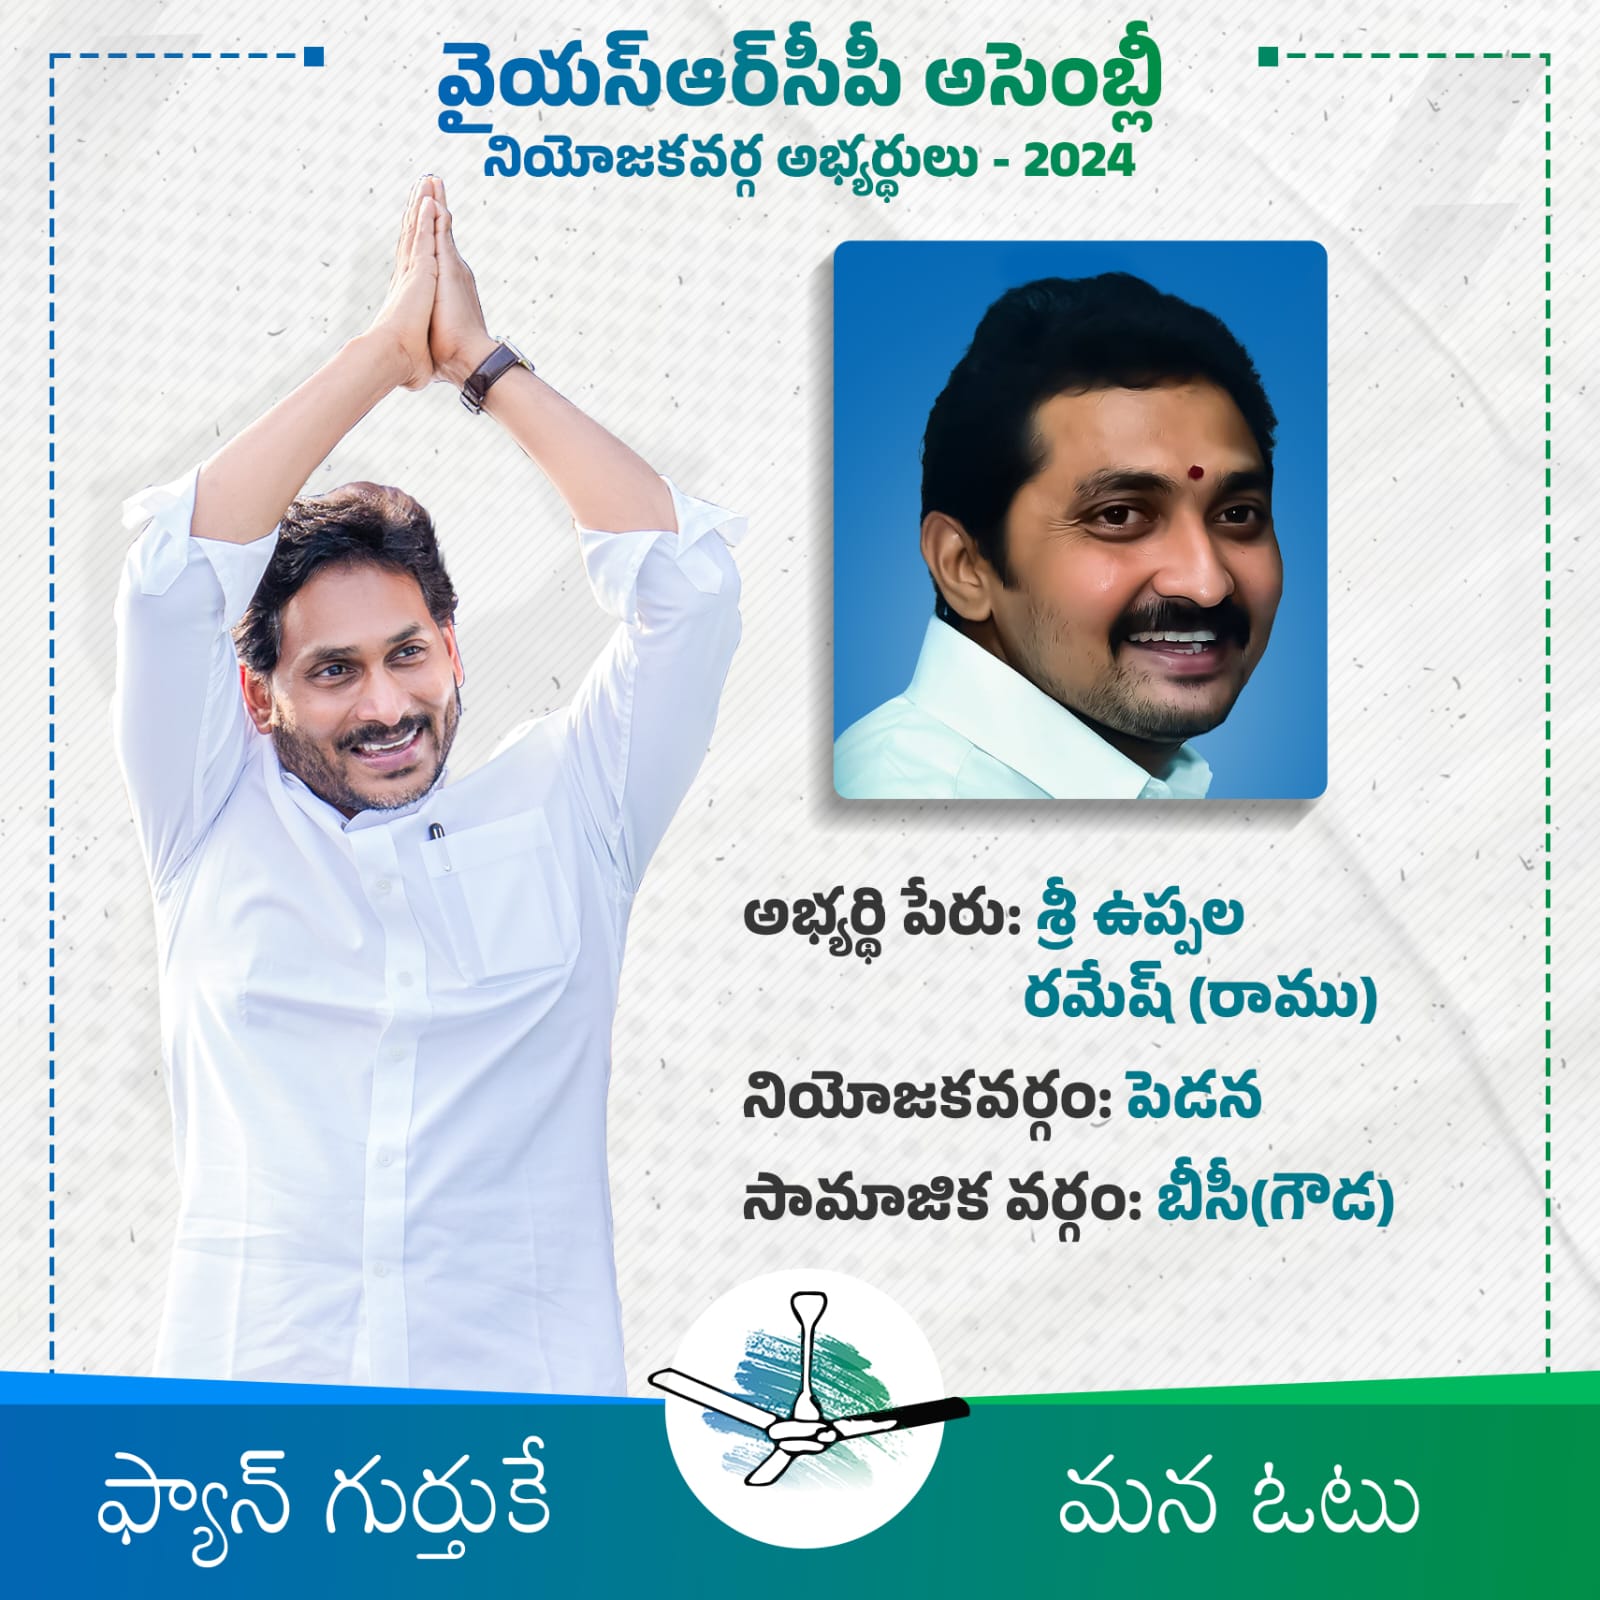 వైయస్ఆర్‌సీపీ అసెంబ్లీ
నియోజకవర్గ అభ్యర్థులు - 2024
అభ్యర్థి పేరు: శ్రీ ఉప్పల
రమేష్ (రాము)
నియోజకవర్గం: పెడన
సామాజిక వర్గం: బీసీ(గౌడ)
ఫ్యాన్ గుర్తుకే మన ఓటు